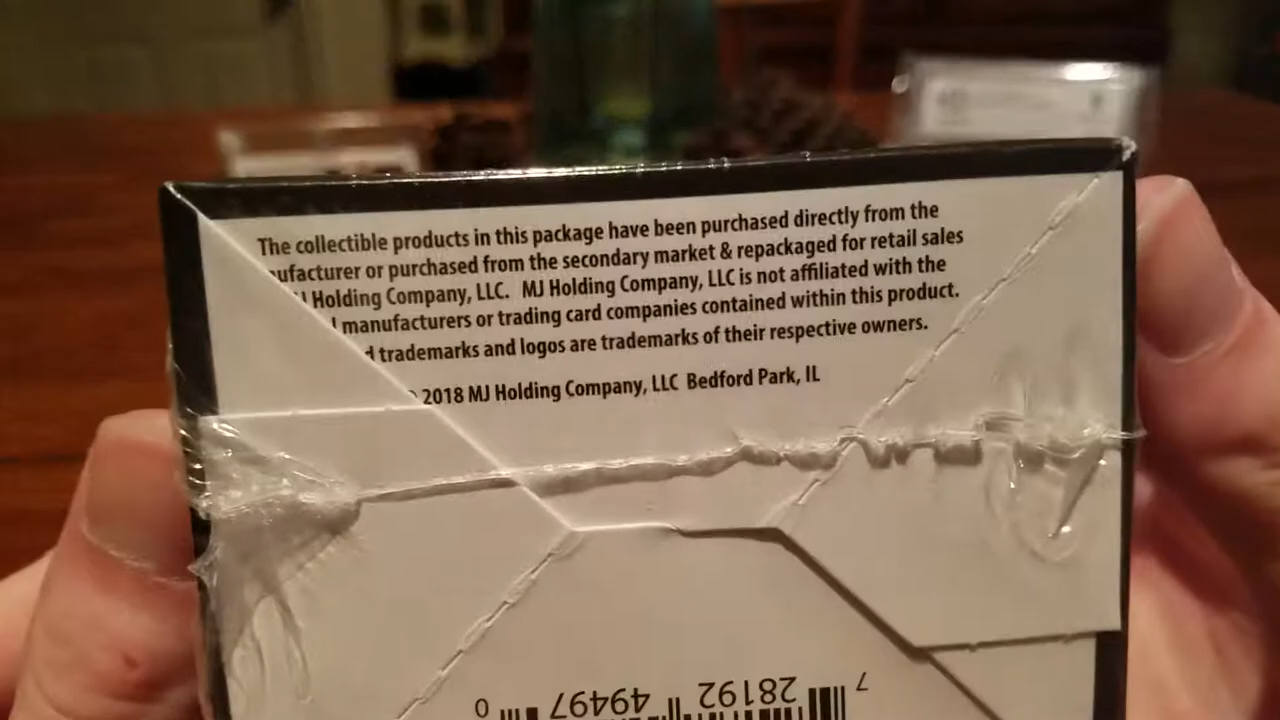 The collectible products in this package have been purchased directly from the
ufacturer or purchased from the secondary market & repackaged for retail sales
Holding Company, LLC. MJ Holding Company, LLC is not affiliated with the
manufacturers or trading card companies contained within this product.
d trademarks and logos are trademarks of their respective owners.
2018 MJ Holding Company, LLC Bedford Park, IL
7 28192 49497 0